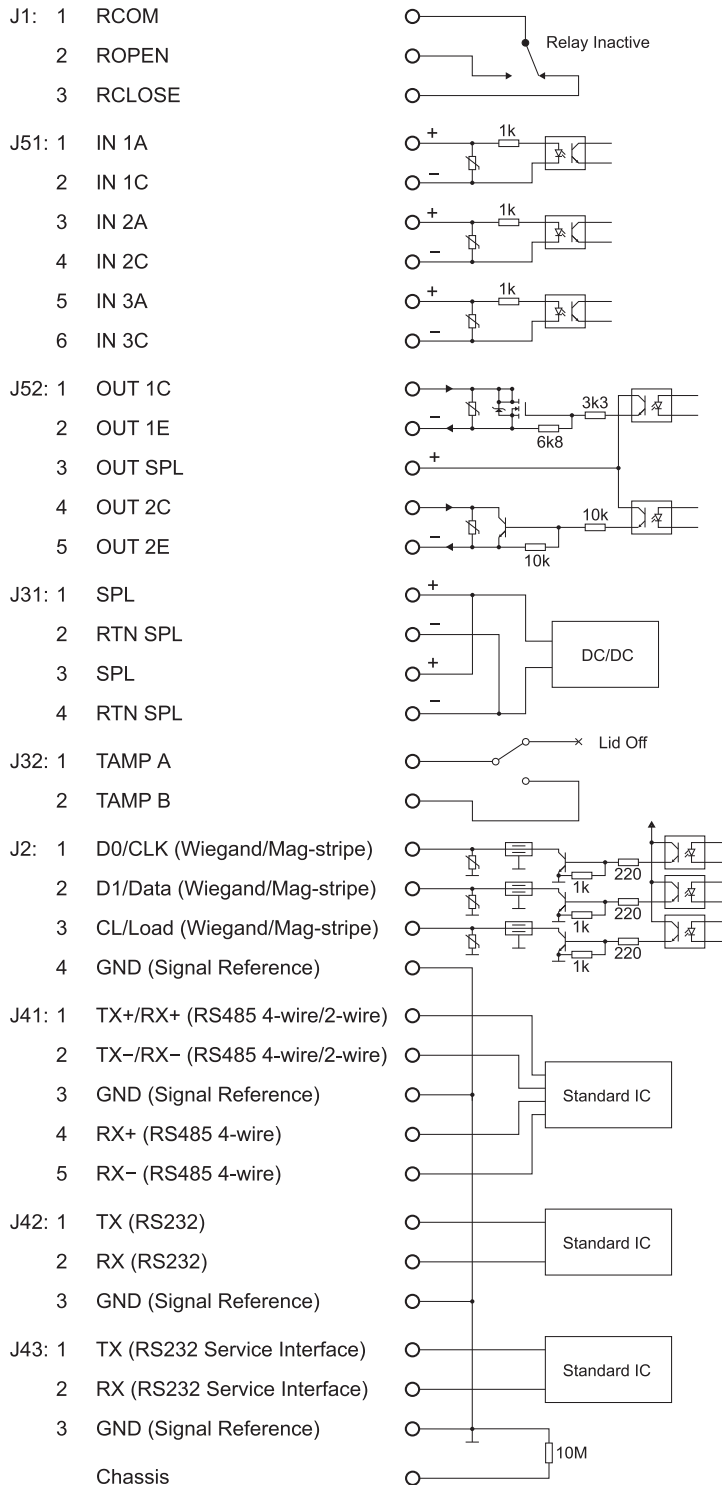 J1: 1 RCOM
Relay Inactive
2 ROPEN
3 RCLOSE
J51: 1 IN 1A + 1k
2 IN 1C −
3 IN 2A + 1k
4 IN 2C −
5 IN 3A + 1k
6 IN 3C −
J52: 1 OUT 1C
3k3
2 OUT 1E −
6k8
3 OUT SPL +
4 OUT 2C
10k
5 OUT 2E −
10k
J31: 1 SPL +
2 RTN SPL −
DC/DC
3 SPL +
4 RTN SPL −
Lid Off
J32: 1 TAMP A
2 TAMP B
J2: 1 D0/CLK (Wiegand/Mag-stripe)
1k 220
2 D1/Data (Wiegand/Mag-stripe)
1k 220
3 CL/Load (Wiegand/Mag-stripe)
1k 220
4 GND (Signal Reference)
J41: 1 TX+/RX+ (RS485 4-wire/2-wire)
2 TX−/RX− (RS485 4-wire/2-wire)
3 GND (Signal Reference) Standard IC
4 RX+ (RS485 4-wire)
5 RX− (RS485 4-wire)
J42: 1 TX (RS232)
Standard IC
2 RX (RS232)
3 GND (Signal Reference)
J43: 1 TX (RS232 Service Interface)
Standard IC
2 RX (RS232 Service Interface)
3 GND (Signal Reference)
10M
Chassis